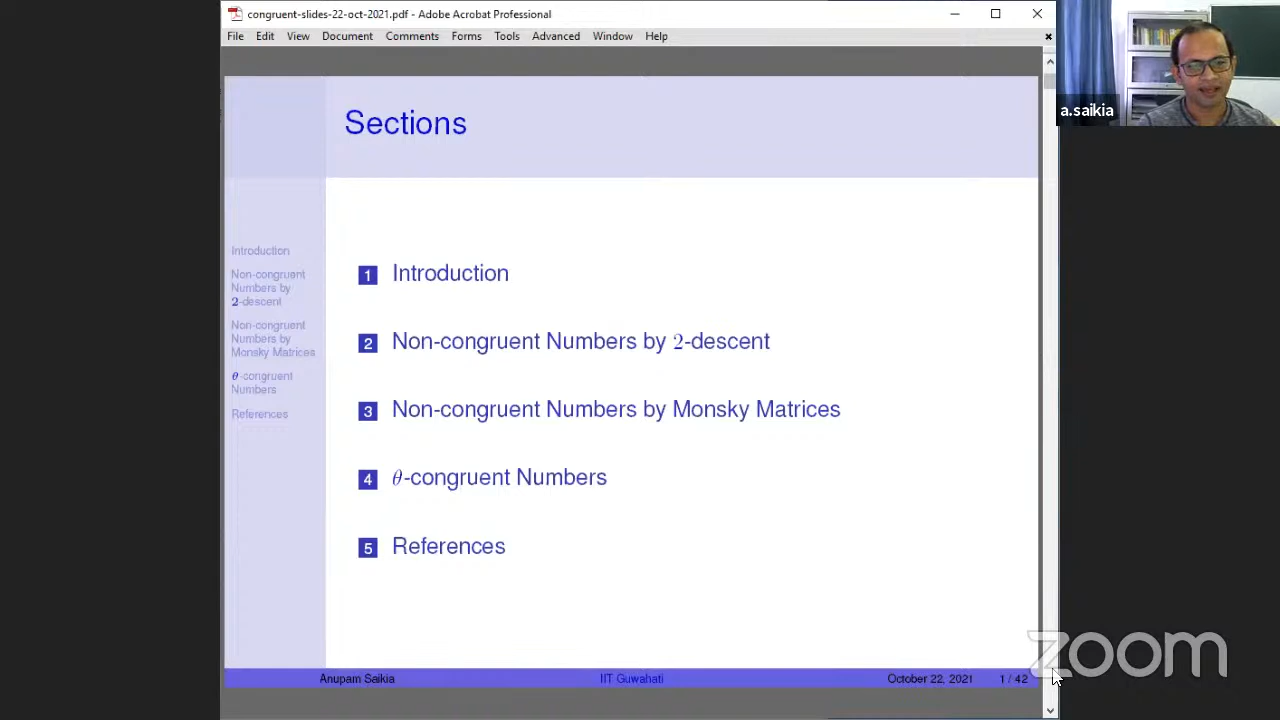 congruent-slides-22-oct-2021.pdf - Adobe Acrobat Professional
File Edit View Document Comments Forms Tools Advanced Window Help
a.saikia
Sections
Introduction
Non-congruent
Numbers by
2-descent
Non-congruent
Numbers by
Monsky Matrices
θ-congruent
Numbers
References
1 Introduction
2 Non-congruent Numbers by 2-descent
3 Non-congruent Numbers by Monsky Matrices
4 θ-congruent Numbers
5 References
zoom
Anupam Saikia IIT Guwahati October 22, 2021 1 / 42